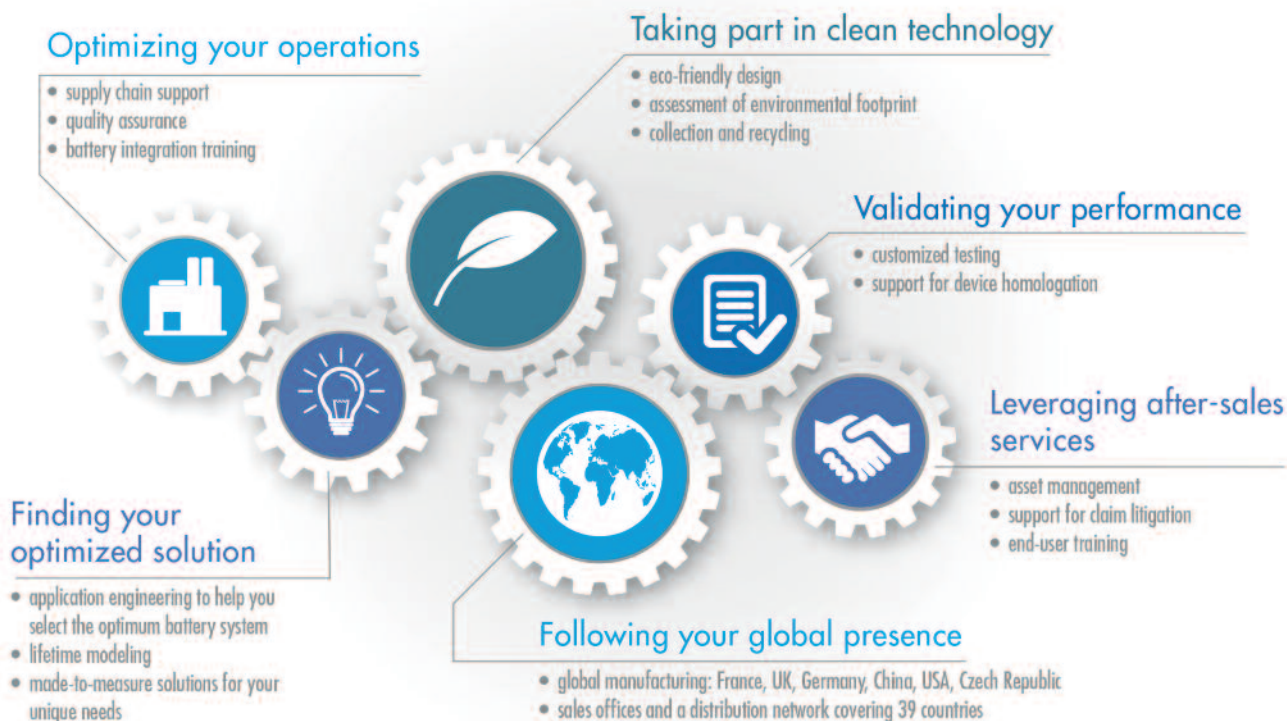 Optimizing your operations
• supply chain support
• quality assurance
• battery integration training
Taking part in clean technology
• eco-friendly design
• assessment of environmental footprint
• collection and recycling
Validating your performance
• customized testing
• support for device homologation
Leveraging after-sales
services
• asset management
• support for claim litigation
• end-user training
Finding your
optimized solution
• application engineering to help you
select the optimum battery system
• lifetime modeling
• made-to-measure solutions for your
unique needs
Following your global presence
• global manufacturing: France, UK, Germany, China, USA, Czech Republic
• sales offices and a distribution network covering 39 countries